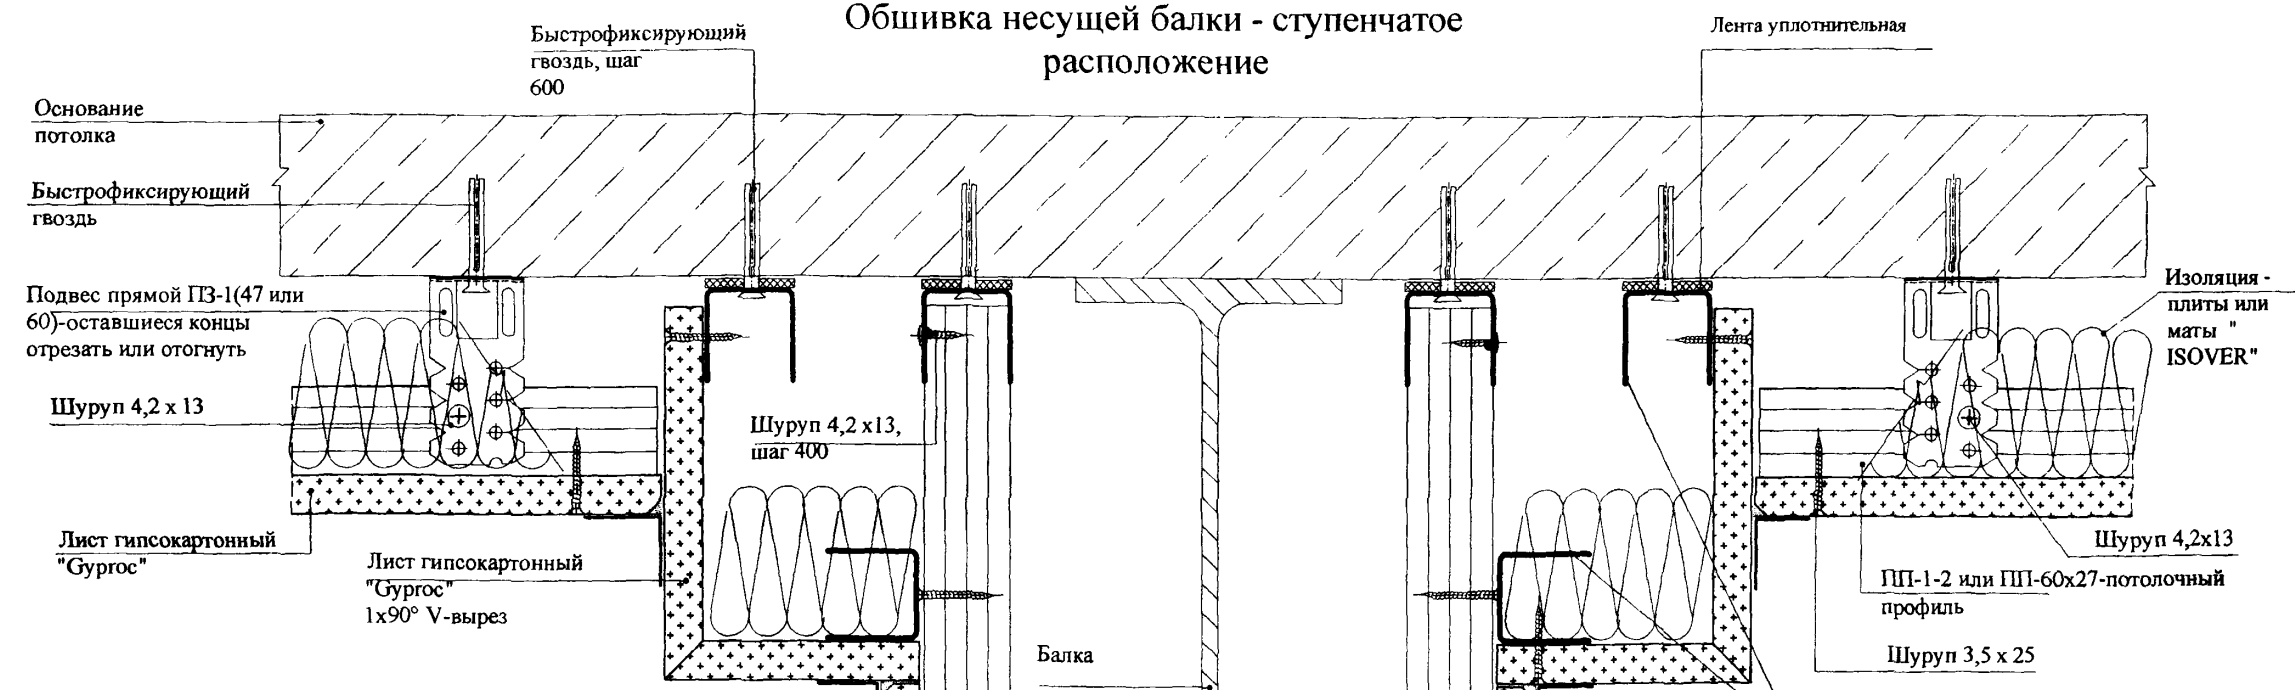 Обшивка несущей балки - ступенчатое
расположение
Быстрофиксирующий
гвоздь, шаг
600
Лента уплотнительная
Основание
потолка
Быстрофиксирующий
гвоздь
Подвес прямой ПЗ-1(47 или
60)-оставшиеся концы
отрезать или отогнуть
Изоляция -
плиты или
маты "
ISOVER"
Шуруп 4,2 х 13
Шуруп 4,2 х13,
шаг 400
Лист гипсокартонный
"Gyproc"
Лист гипсокартонный
"Gyproc"
1х90° V-вырез
Шуруп 4,2х13
ПП-1-2 или ПП-60х27-потолочный
профиль
Балка
Шуруп 3,5 х 25